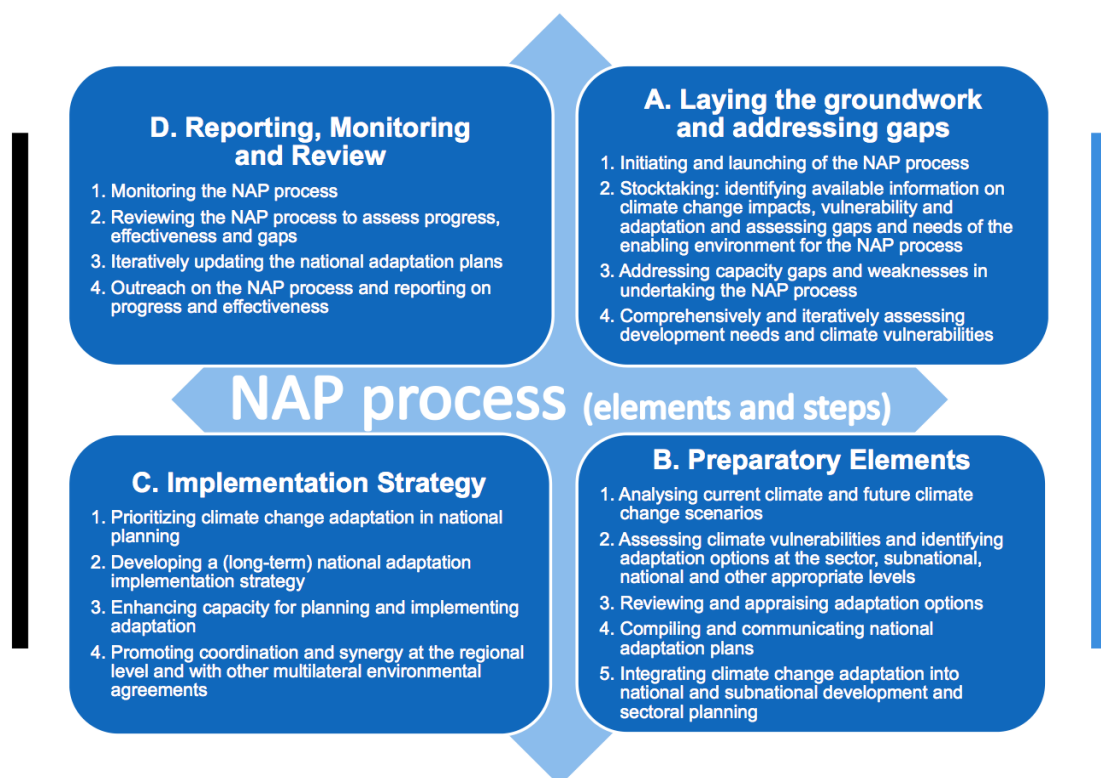 D. Reporting, Monitoring
and Review
1. Monitoring the NAP process
2. Reviewing the NAP process to assess progress,
effectiveness and gaps
3. Iteratively updating the national adaptation plans
4. Outreach on the NAP process and reporting on
progress and effectiveness
A. Laying the groundwork
and addressing gaps
1. Initiating and launching of the NAP process
2. Stocktaking: identifying available information on
climate change impacts, vulnerability and
adaptation and assessing gaps and needs of the
enabling environment for the NAP process
3. Addressing capacity gaps and weaknesses in
undertaking the NAP process
4. Comprehensively and iteratively assessing
development needs and climate vulnerabilities
NAP process (elements and steps)
C. Implementation Strategy
1. Prioritizing climate change adaptation in national
planning
2. Developing a (long-term) national adaptation
implementation strategy
3. Enhancing capacity for planning and implementing
adaptation
4. Promoting coordination and synergy at the regional
level and with other multilateral environmental
agreements
B. Preparatory Elements
1. Analysing current climate and future climate
change scenarios
2. Assessing climate vulnerabilities and identifying
adaptation options at the sector, subnational,
national and other appropriate levels
3. Reviewing and appraising adaptation options
4. Compiling and communicating national
adaptation plans
5. Integrating climate change adaptation into
national and subnational development and
sectoral planning